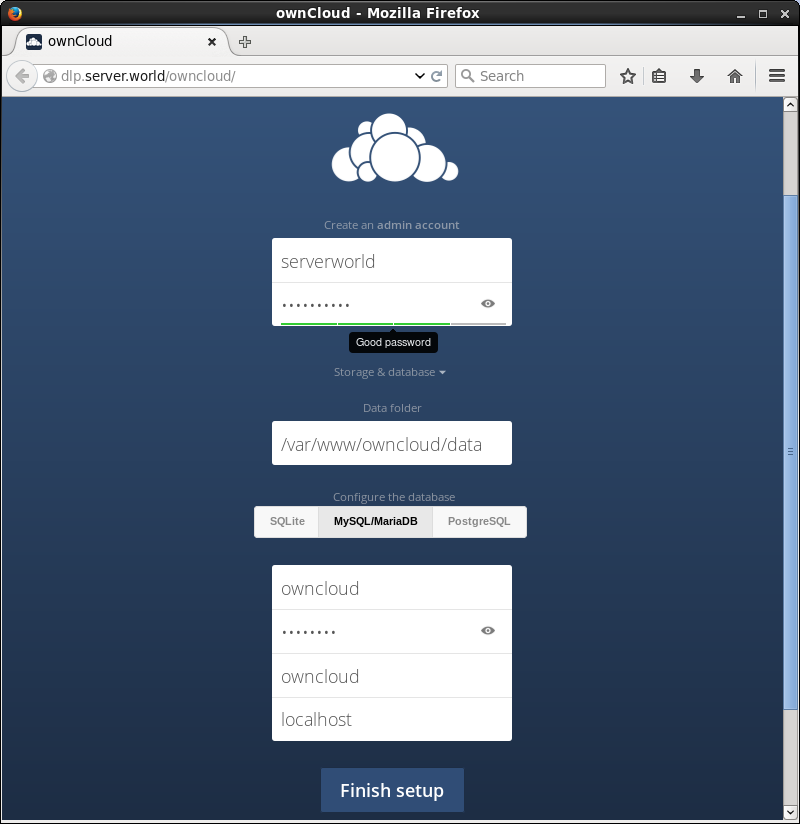 ownCloud - Mozilla Firefox
ownCloud
dlp.server.world/owncloud/
Search
Create an admin account
serverworld
••••••••••
Good password
Storage & database
Data folder
/var/www/owncloud/data
Configure the database
SQLite MySQL/MariaDB PostgreSQL
owncloud
••••••••
owncloud
localhost
Finish setup